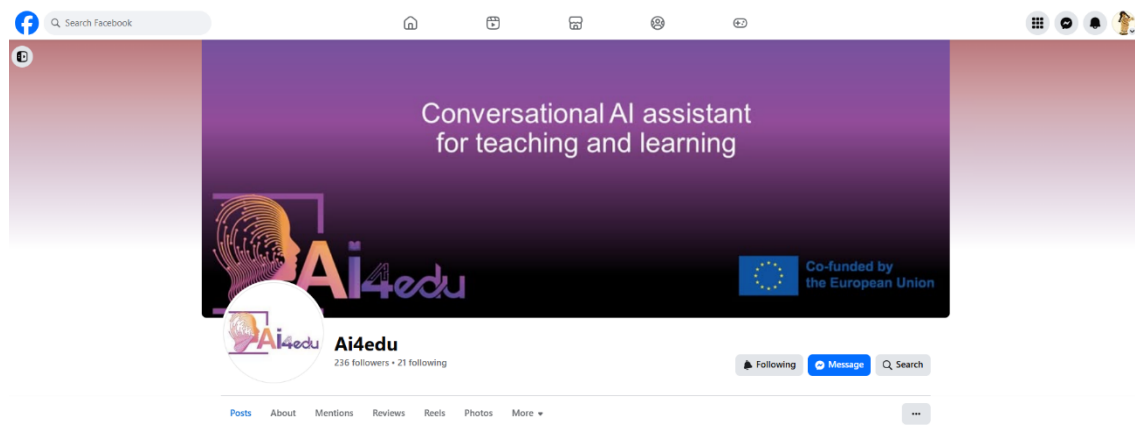 Search Facebook
Conversational AI assistant
for teaching and learning
Ai4edu
Co-funded by
the European Union
Ai4edu
Ai4edu
236 followers • 21 following
Following
Message
Search
Posts
About
Mentions
Reviews
Reels
Photos
More